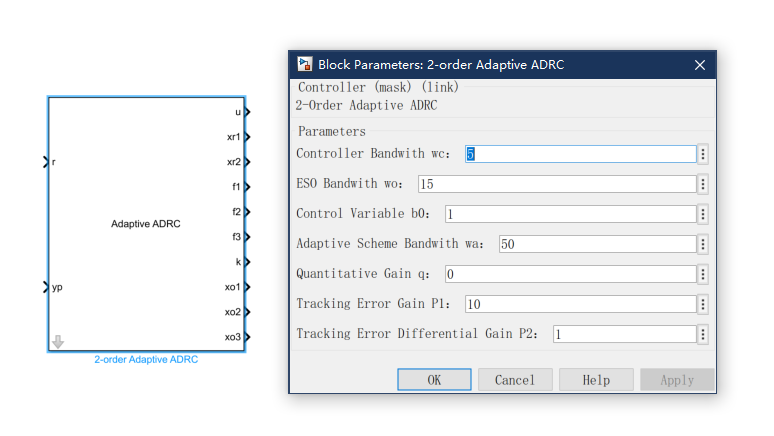 Block Parameters: 2-order Adaptive ADRC
Controller (mask) (link)
2-Order Adaptive ADRC
Parameters
Controller Bandwith wc: 5
ESO Bandwith wo: 15
Control Variable b0: 1
Adaptive Scheme Bandwith wa: 50
Quantitative Gain q: 0
Tracking Error Gain P1: 10
Tracking Error Differential Gain P2: 1
OK Cancel Help Apply
r
yp
Adaptive ADRC
u
xr1
xr2
f1
f2
f3
k
xo1
xo2
xo3
2-order Adaptive ADRC